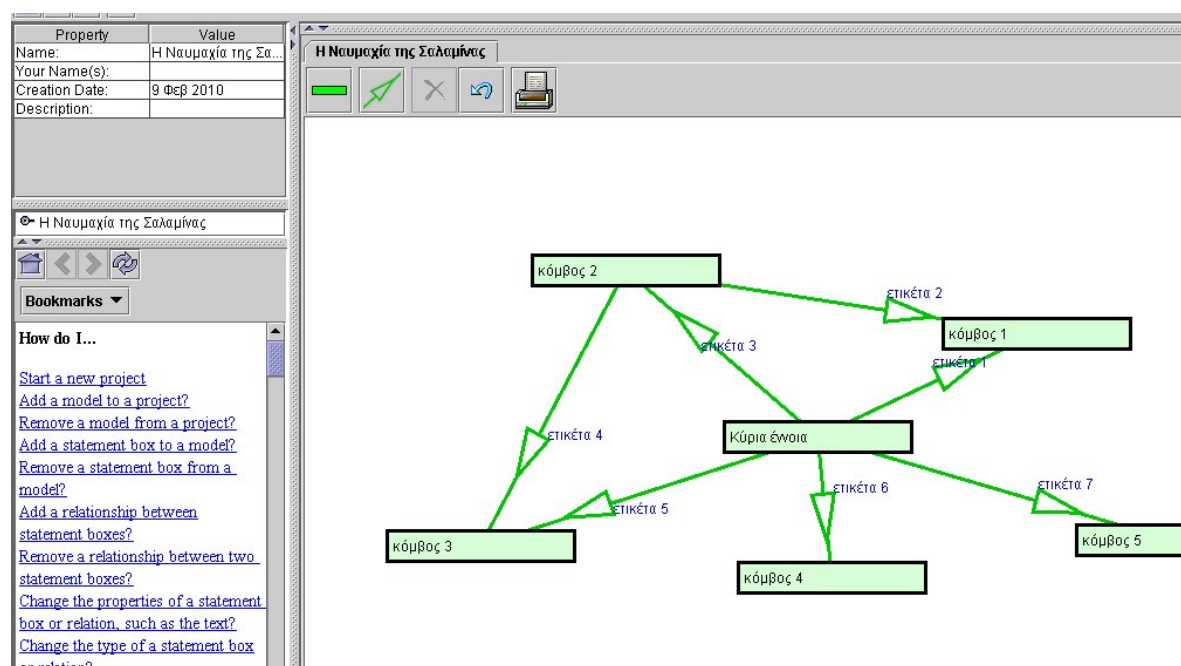 Property Value
Name: Η Ναυμαχία της Σα...
Your Name(s):
Creation Date: 9 Φεβ 2010
Description:
Η Ναυμαχία της Σαλαμίνας
Bookmarks
How do I...
Start a new project
Add a model to a project?
Remove a model from a project?
Add a statement box to a model?
Remove a statement box from a
model?
Add a relationship between
statement boxes?
Remove a relationship between two
statement boxes?
Change the properties of a statement
box or relation, such as the text?
Change the type of a statement box
or relation?
Η Ναυμαχία της Σαλαμίνας
κόμβος 2
ετικέτα 2
κόμβος 1
ετικέτα 3
ετικέτα 1
ετικέτα 4
Κύρια έννοια
ετικέτα 6
ετικέτα 7
ετικέτα 5
κόμβος 3
κόμβος 5
κόμβος 4